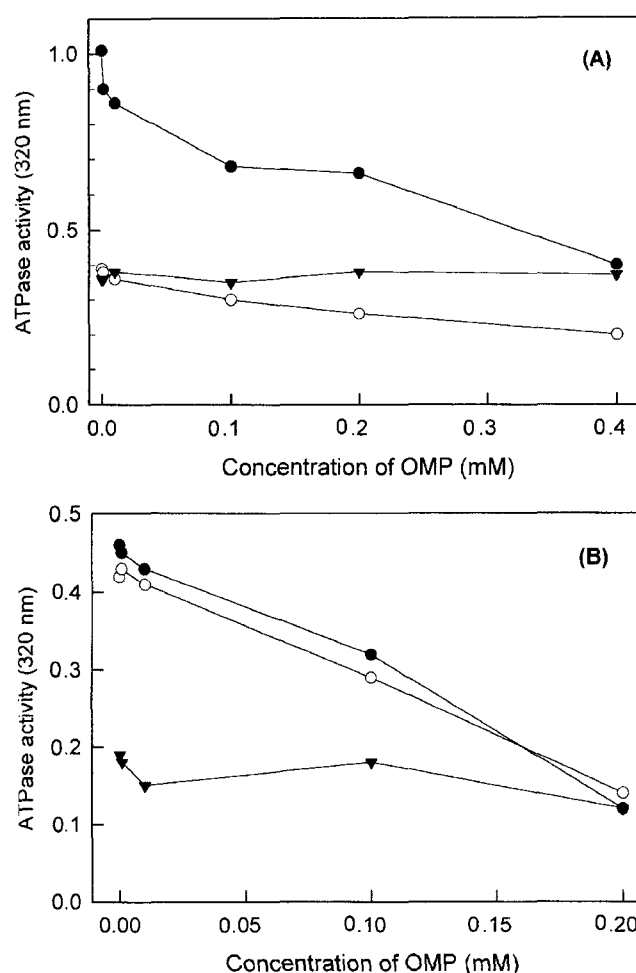 (A)
ATPase activity (320 nm)
1.0
0.5
0.0
0.0 0.1 0.2 0.3 0.4
Concentration of OMP (mM)
(B)
ATPase activity (320 nm)
0.5
0.4
0.3
0.2
0.1
0.0
0.00 0.05 0.10 0.15 0.20
Concentration of OMP (mM)